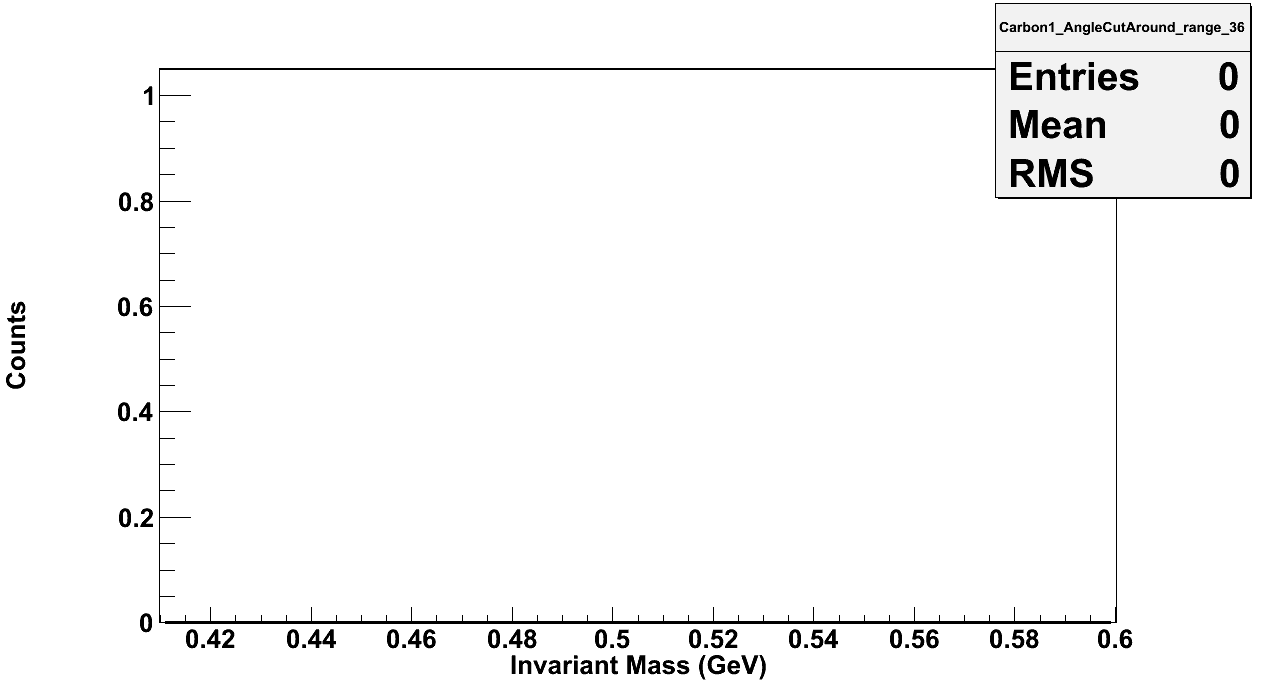 Carbon1_AngleCutAround_range_36
Entries 0
Mean 0
RMS 0
Counts
1
0.8
0.6
0.4
0.2
0
0.42 0.44 0.46 0.48 0.5 0.52 0.54 0.56 0.58 0.6
Invariant Mass (GeV)